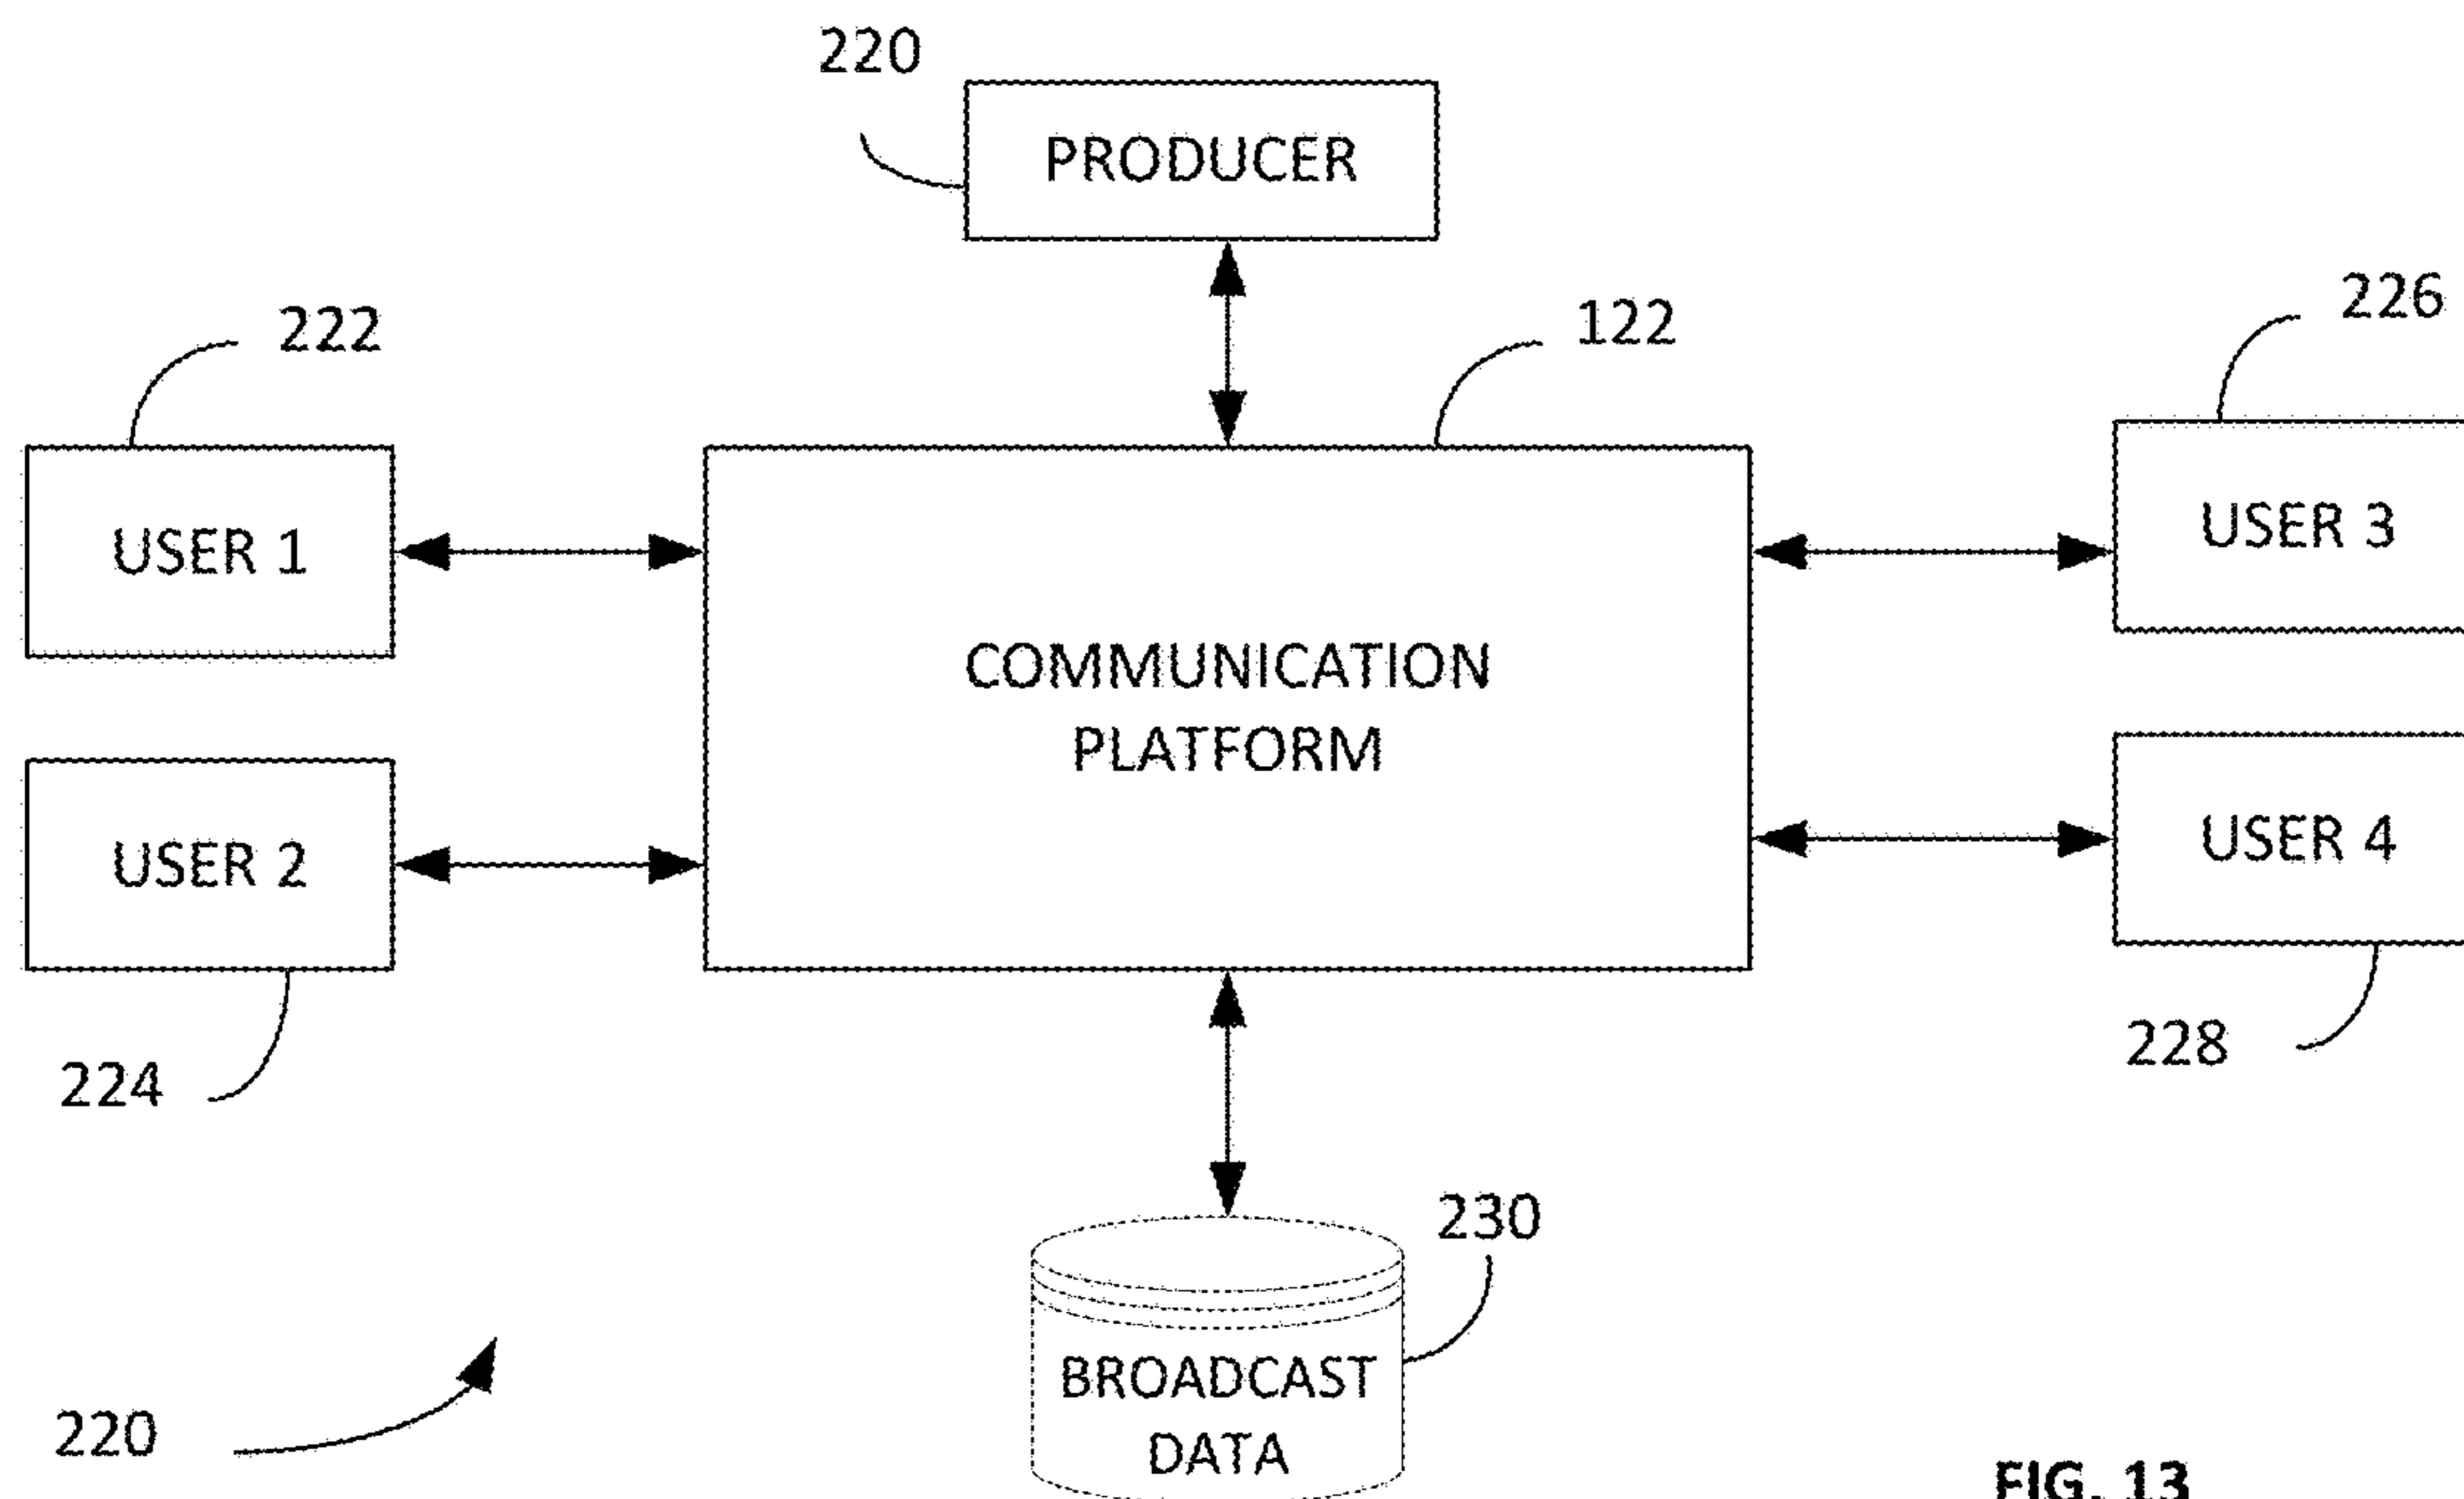 220
PRODUCER
222
122
226
USER 1
USER 3
COMMUNICATION
PLATFORM
USER 2
USER 4
224
228
230
BROADCAST
DATA
220
FIG. 13